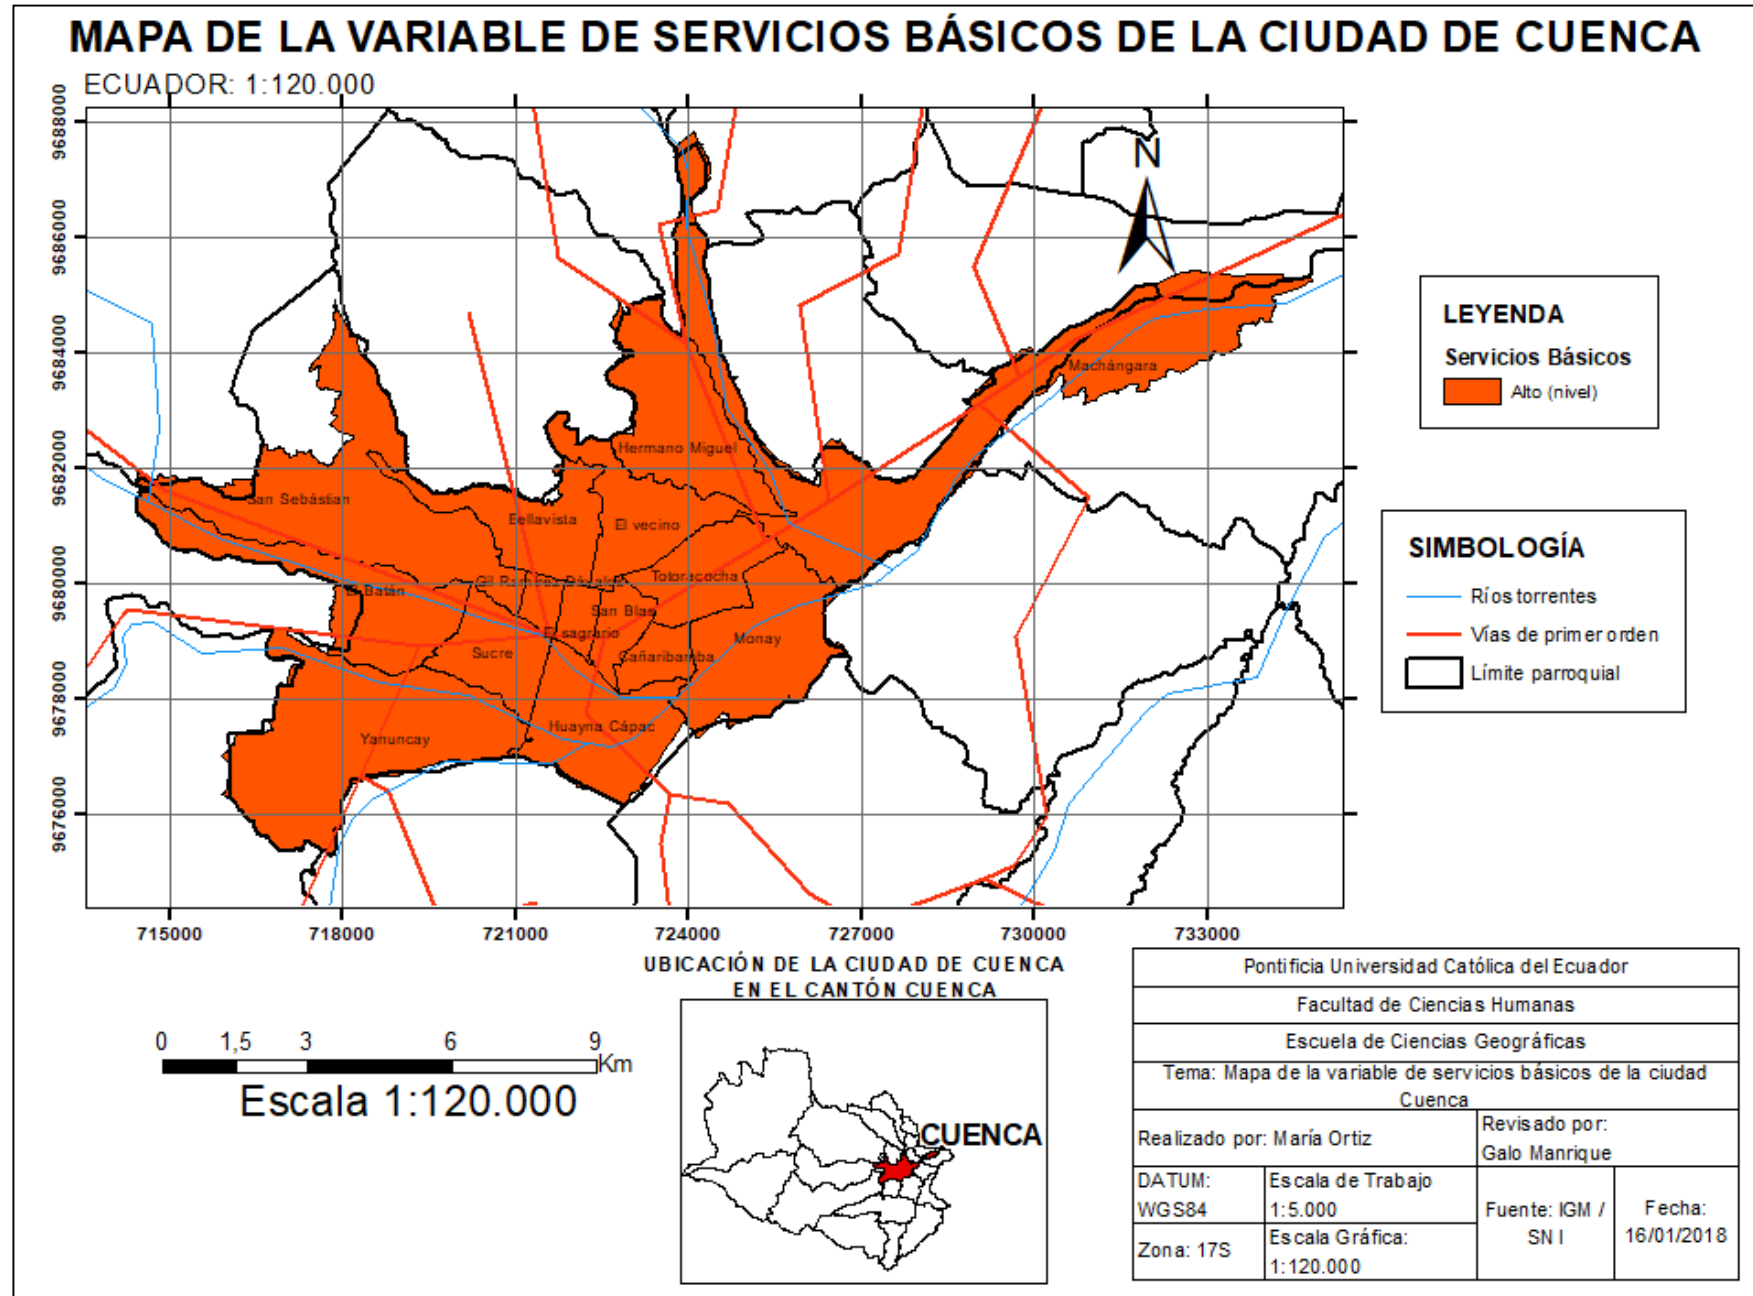 MAPA DE LA VARIABLE DE SERVICIOS BÁSICOS DE LA CIUDAD DE CUENCA
ECUADOR: 1:120.000
9688000
9686000
9684000
9682000
9680000
9678000
9676000
N
Machángara
Hermano Miguel
San Sebástian
Bellavista
El vecino
Totoracocha
El Batán
San Blas
El sagrario
Monay
Sucre
Cañaribamba
Huayna Cápac
Yanuncay
715000 718000 721000 724000 727000 730000 733000
LEYENDA
Servicios Básicos
Alto (nivel)
SIMBOLOGÍA
Ríos torrentes
Vías de primer orden
Límite parroquial
UBICACIÓN DE LA CIUDAD DE CUENCA
EN EL CANTÓN CUENCA
CUENCA
0 1,5 3 6 9
Km
Escala 1:120.000
Pontificia Universidad Católica del Ecuador
Facultad de Ciencias Humanas
Escuela de Ciencias Geográficas
Tema: Mapa de la variable de servicios básicos de la ciudad
Cuenca
Realizado por: María Ortiz
Revisado por:
Galo Manrique
DATUM:
WGS84
Escala de Trabajo
1:5.000
Fuente: IGM /
SNI
Fecha:
16/01/2018
Zona: 17S
Escala Gráfica:
1:120.000